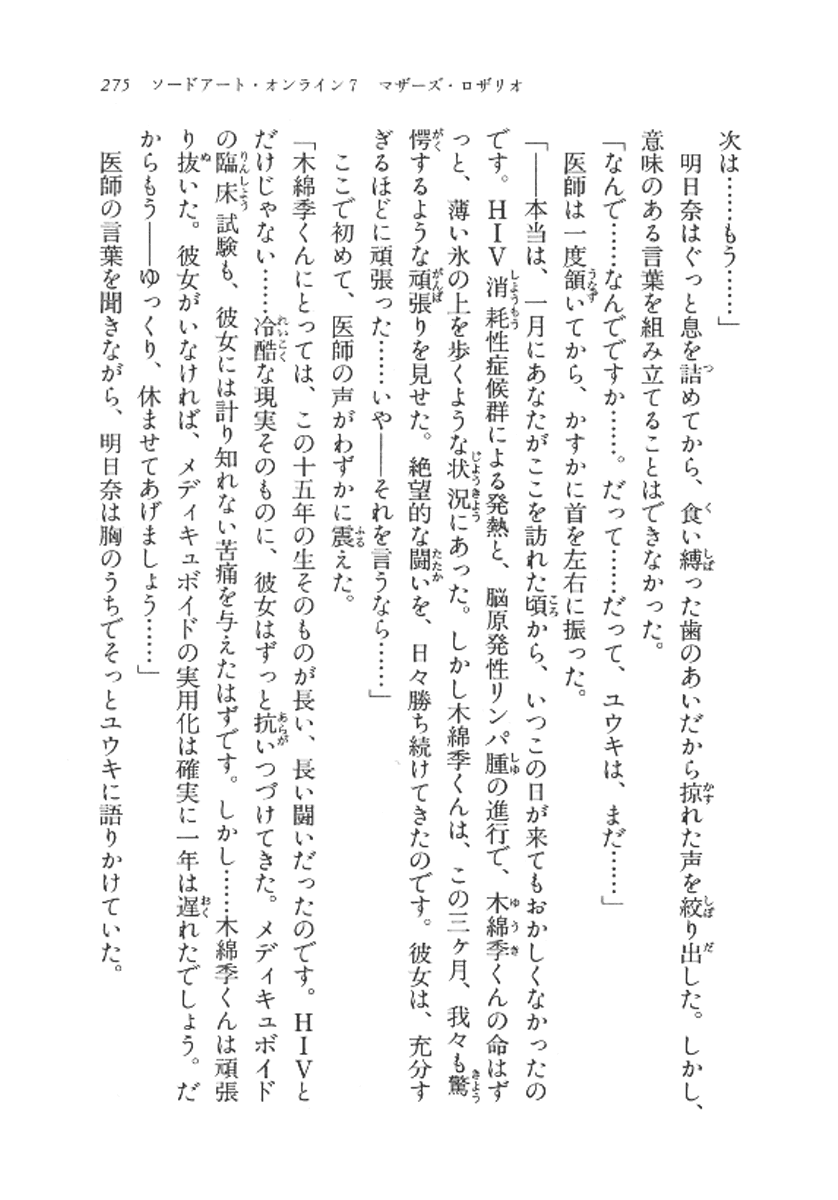 275 ソードアート・オンライン7 マザーズ・ロザリオ
次は……もう……」
明日奈はぐっと息を詰めてから、食い縛った歯のあいだから掠れた声を絞り出した。しかし、
意味のある言葉を組み立てることはできなかった。
「なんで……なんでですか……。だって……だって、ユウキは、まだ……」
医師は一度頷いてから、かすかに首を左右に振った。
「――本当は、一月にあなたがここを訪れた頃から、いつこの日が来てもおかしくなかったの
です。HIV消耗性症候群による発熱と、脳原発性リンパ腫の進行で、木綿季くんの命はず
っと、薄い氷の上を歩くような状況にあった。しかし木綿季くんは、この三ヶ月、我々も驚
愕するような頑張りを見せた。絶望的な闘いを、日々勝ち続けてきたのです。彼女は、充分す
ぎるほどに頑張った……いや――それを言うなら……」
ここで初めて、医師の声がわずかに震えた。
「木綿季くんにとっては、この十五年の生そのものが長い、長い闘いだったのです。HIVと
だけじゃない……冷酷な現実そのものに、彼女はずっと抗いつづけてきた。メディキュボイド
の臨床試験も、彼女には計り知れない苦痛を与えたはずです。しかし……木綿季くんは頑張
り抜いた。彼女がいなければ、メディキュボイドの実用化は確実に一年は遅れたでしょう。だ
からもう――ゆっくり、休ませてあげましょう……」
医師の言葉を聞きながら、明日奈は胸のうちでそっとユウキに語りかけていた。